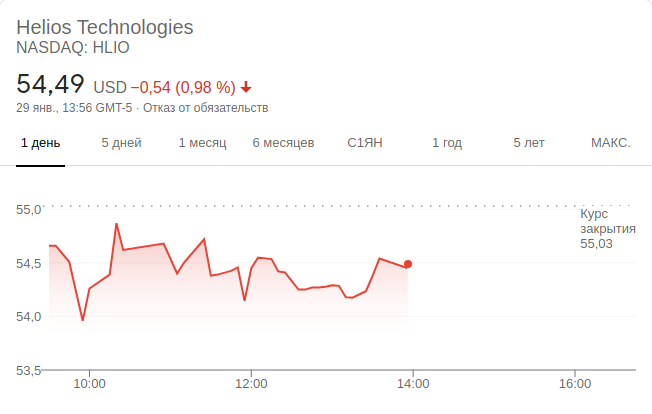 Helios Technologies
NASDAQ: HLIO
54,49 USD −0,54 (0,98 %)
29 янв., 13:56 GMT-5 · Отказ от обязательств
1 день 5 дней 1 месяц 6 месяцев С1ЯН 1 год 5 лет МАКС.
55,0
Курс
закрытия
55,03
54,5
54,0
53,5
10:00 12:00 14:00 16:00